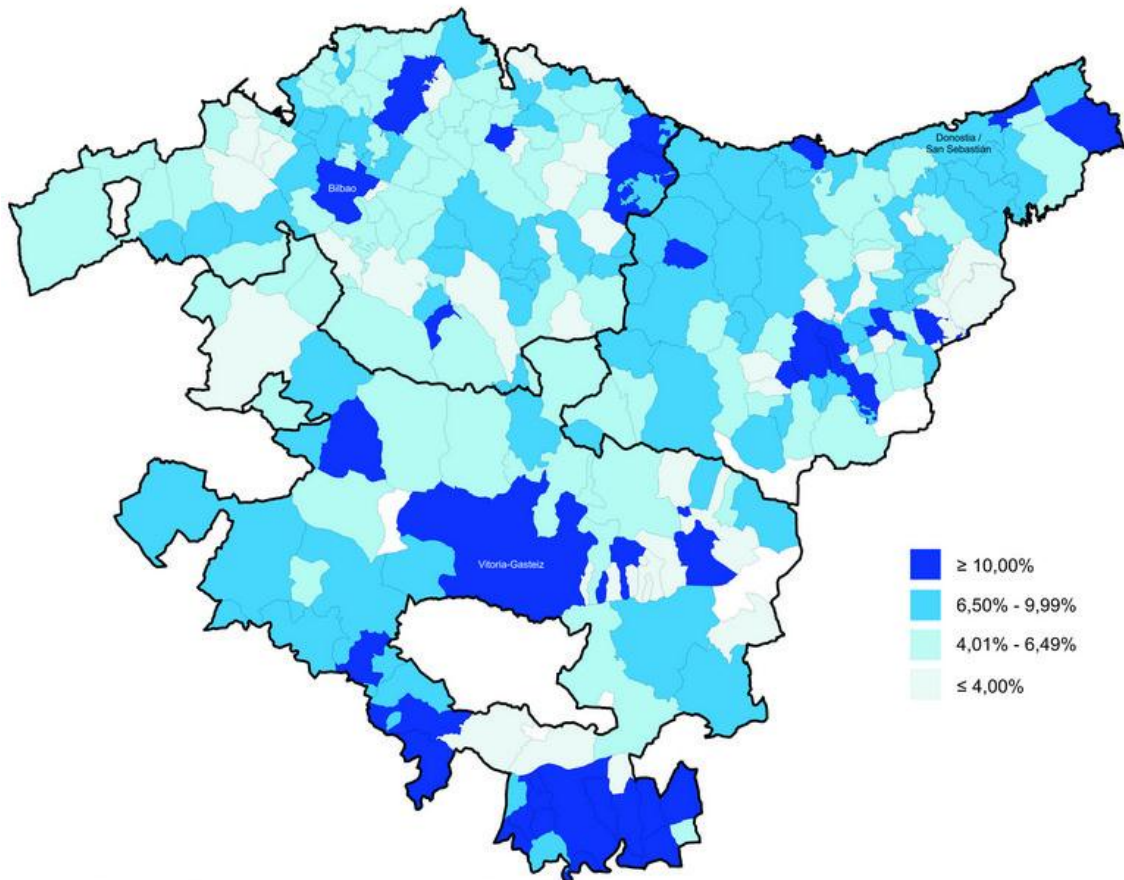 Donostia /
San Sebastián
Bilbao
Vitoria-Gasteiz
≥ 10,00%
6,50% - 9,99%
4,01% - 6,49%
≤ 4,00%